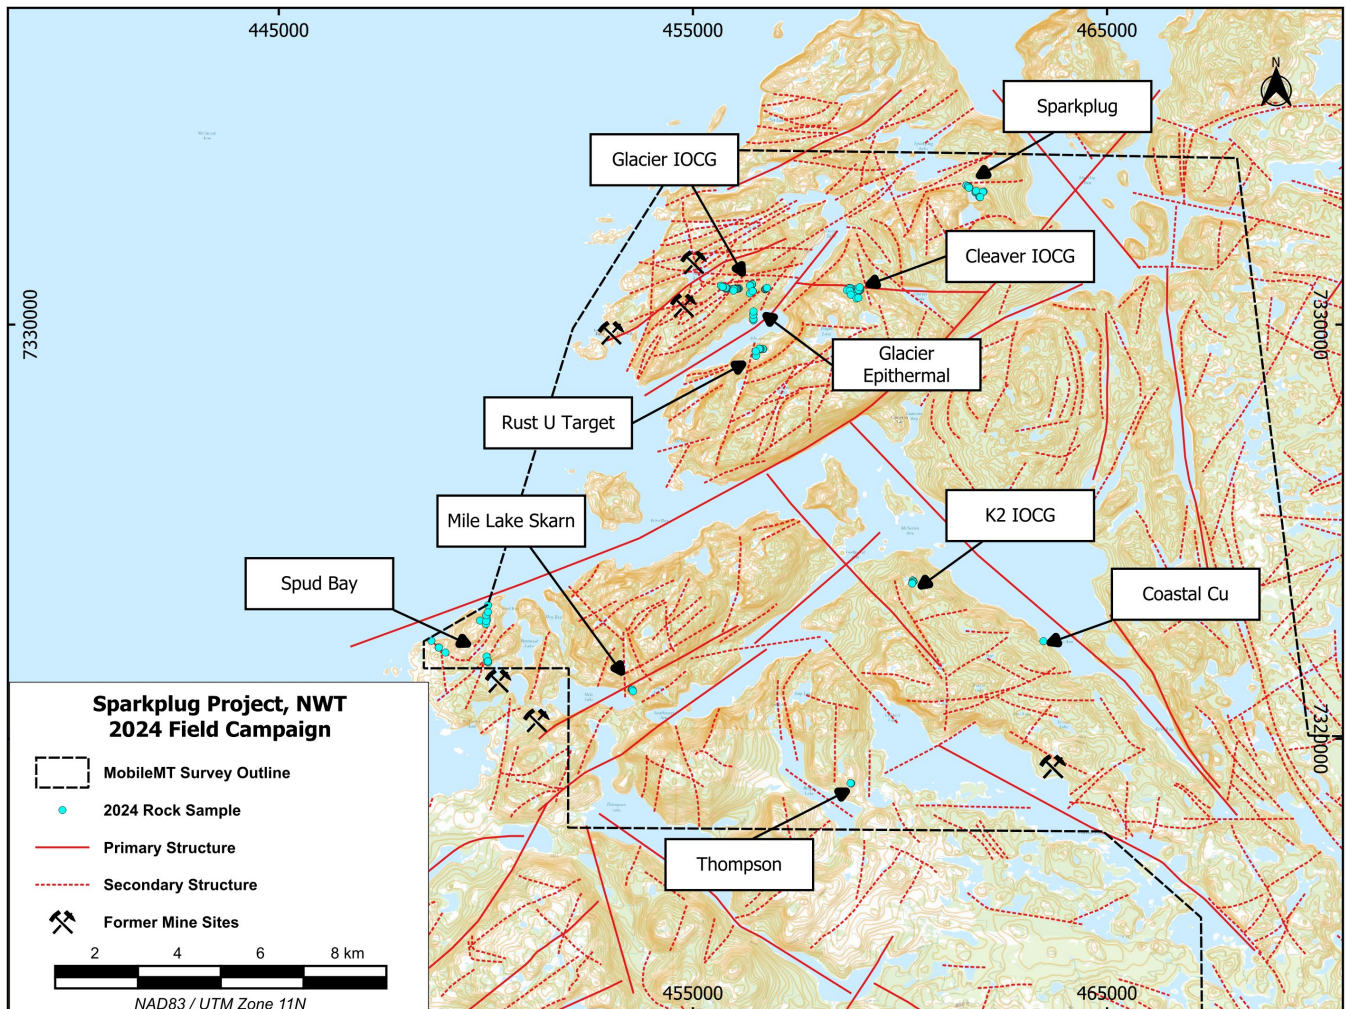 445000
455000
465000
N
Sparkplug
Glacier IOCG
Cleaver IOCG
7330000
7330000
Glacier
Epithermal
Rust U Target
Mile Lake Skarn
K2 IOCG
Spud Bay
Coastal Cu
Sparkplug Project, NWT
2024 Field Campaign
MobileMT Survey Outline
2024 Rock Sample
Primary Structure
Secondary Structure
Former Mine Sites
2 4 6 8 km
NAD83 / UTM Zone 11N
7320000
Thompson
455000
465000